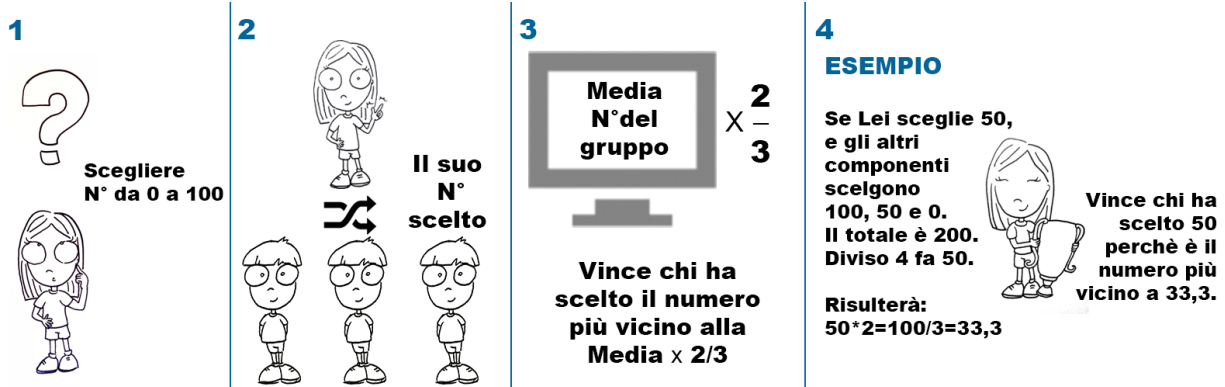 1
?
Scegliere
N° da 0 a 100
2
Il suo
N°
scelto
3
Media
N°del
gruppo
X 2/3
Vince chi ha
scelto il numero
più vicino alla
Media x 2/3
4
ESEMPIO
Se Lei sceglie 50,
e gli altri
componenti
scelgono
100, 50 e 0.
Il totale è 200.
Diviso 4 fa 50.
Risulterà:
50*2=100/3=33,3
Vince chi ha
scelto 50
perchè è il
numero più
vicino a 33,3.